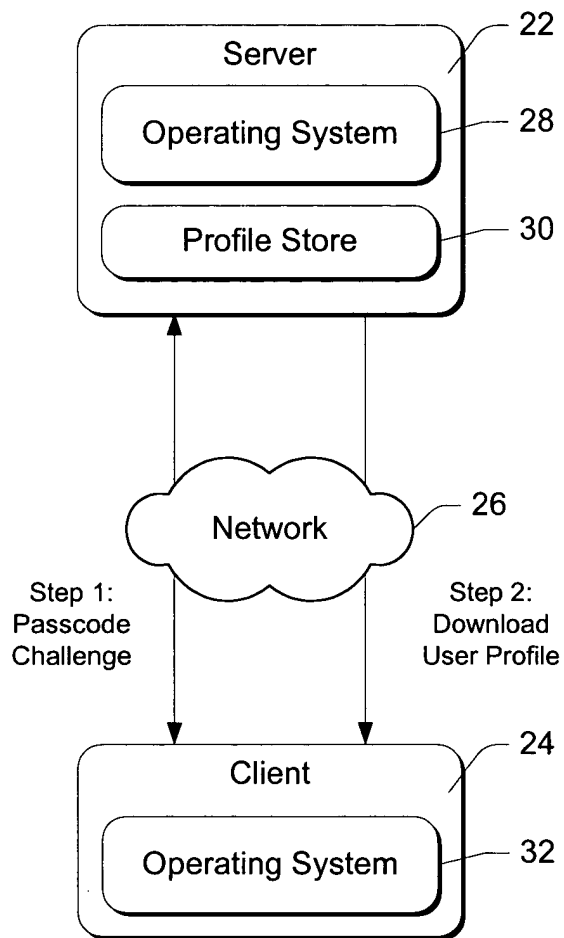 Server
22
Operating System
28
Profile Store
30
Network
26
Step 1:
Passcode
Challenge
Step 2:
Download
User Profile
Client
24
Operating System
32